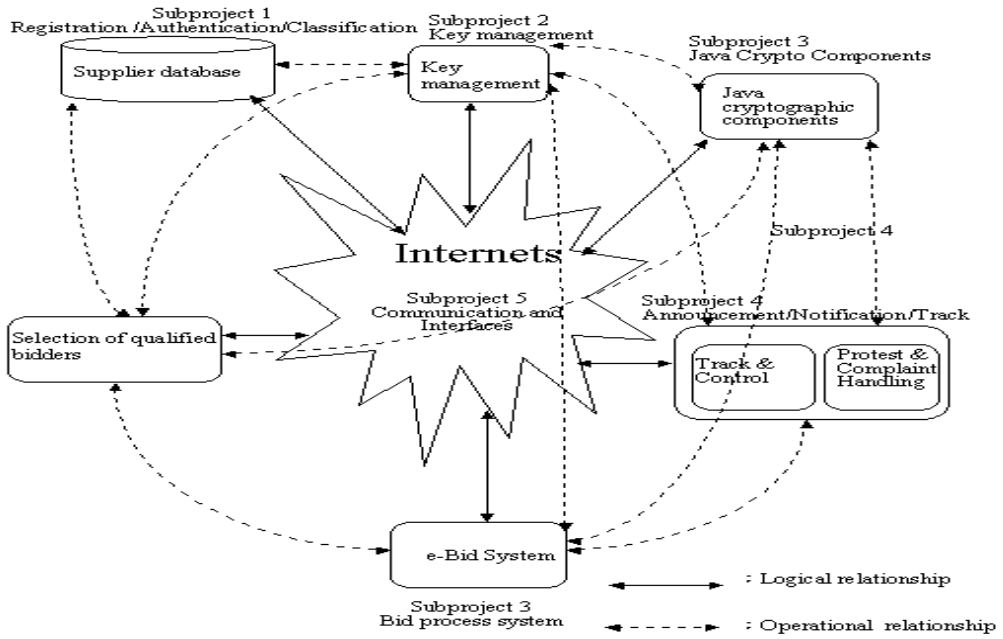 Subproject 1
Registration /Authentication/Classification
Supplier database
Subproject 2
Key management
Key
management
Subproject 3
Java Crypto Components
Java
cryptographic
components
Subproject 4
Internets
Subproject 5
Communication and
Interfaces
Subproject 4
Announcement/Notification/Track
Selection of qualified
bidders
Track &
Control
Protest &
Complaint
Handling
e-Bid System
Subproject 3
Bid process system
: Logical relationship
: Operational relationship